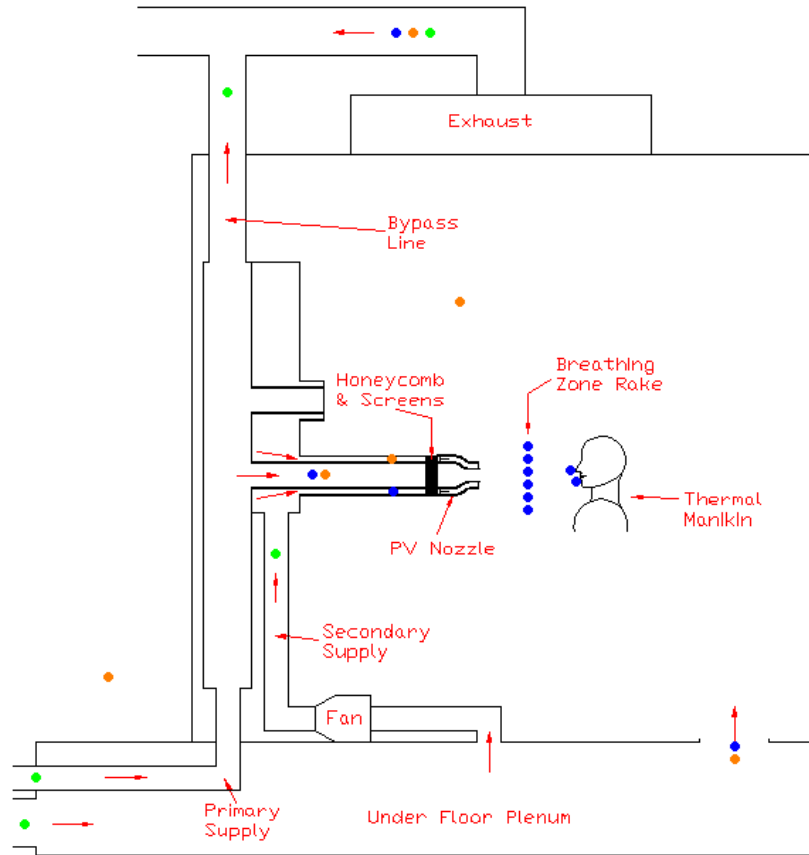 Exhaust
Bypass
Line
Breathing
Zone Rake
Honeycomb
& Screens
Thermal
Manikin
PV Nozzle
Secondary
Supply
Fan
Primary
Supply
Under Floor Plenum